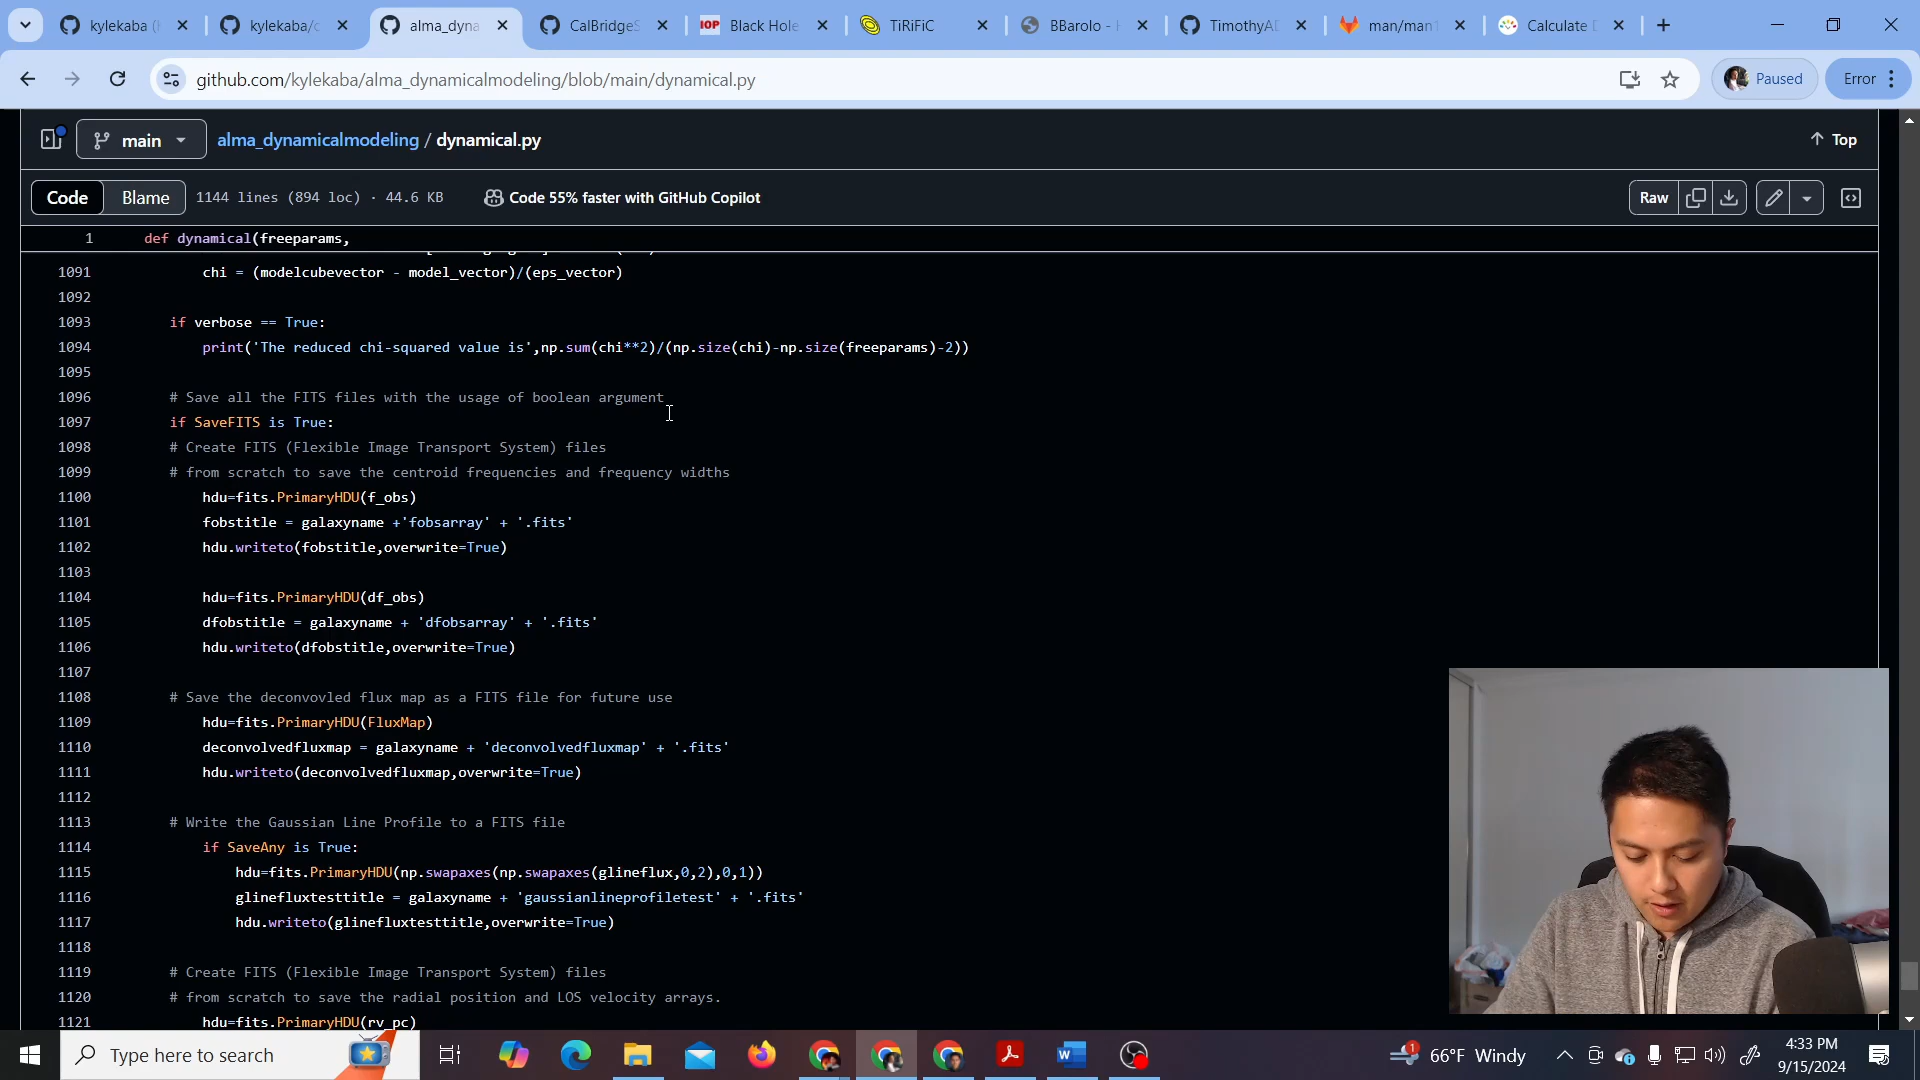 kylekaba (
kylekaba/c
alma_dyna
CalBridgeS
IOP Black Hole
TiRiFiC
BBarolo -
TimothyAD
man/man1
Calculate
github.com/kylekaba/alma_dynamicalmodeling/blob/main/dynamical.py
Paused
Error
main
alma_dynamicalmodeling / dynamical.py
Top
Code
Blame
1144 lines (894 loc) · 44.6 KB
Code 55% faster with GitHub Copilot
Raw
1 def dynamical(freeparams,
1091 chi = (modelcubevector - model_vector)/(eps_vector)
1092
1093 if verbose == True:
1094 print('The reduced chi-squared value is',np.sum(chi**2)/(np.size(chi)-np.size(freeparams)-2))
1095
1096 # Save all the FITS files with the usage of boolean argument
1097 if SaveFITS is True:
1098 # Create FITS (Flexible Image Transport System) files
1099 # from scratch to save the centroid frequencies and frequency widths
1100 hdu=fits.PrimaryHDU(f_obs)
1101 fobstitle = galaxyname +'fobsarray' + '.fits'
1102 hdu.writeto(fobstitle,overwrite=True)
1103
1104 hdu=fits.PrimaryHDU(df_obs)
1105 dfobstitle = galaxyname + 'dfobsarray' + '.fits'
1106 hdu.writeto(dfobstitle,overwrite=True)
1107
1108 # Save the deconvovled flux map as a FITS file for future use
1109 hdu=fits.PrimaryHDU(FluxMap)
1110 deconvolvedfluxmap = galaxyname + 'deconvolvedfluxmap' + '.fits'
1111 hdu.writeto(deconvolvedfluxmap,overwrite=True)
1112
1113 # Write the Gaussian Line Profile to a FITS file
1114 if SaveAny is True:
1115 hdu=fits.PrimaryHDU(np.swapaxes(np.swapaxes(glineflux,0,2),0,1))
1116 glinefluxtesttitle = galaxyname + 'gaussianlineprofiletest' + '.fits'
1117 hdu.writeto(glinefluxtesttitle,overwrite=True)
1118
1119 # Create FITS (Flexible Image Transport System) files
1120 # from scratch to save the radial position and LOS velocity arrays.
1121 hdu=fits.PrimaryHDU(rv_pc)
Type here to search
1
66°F Windy
4:33 PM
9/15/2024